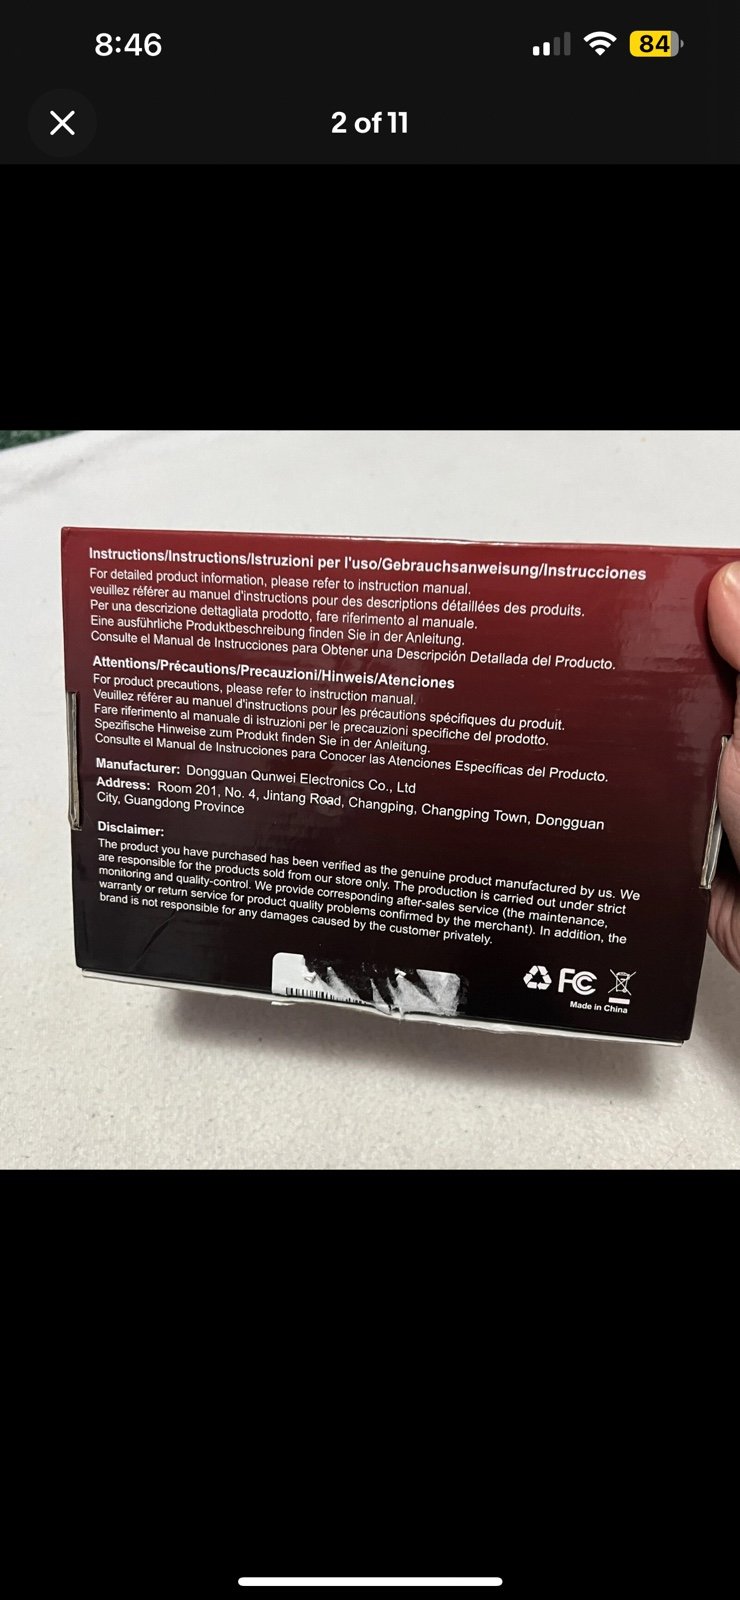 8:46
84
2 of 11
Instructions/Instructions/Istruzioni per l'uso/Gebrauchsanweisung/Instrucciones
For detailed product information, please refer to instruction manual.
veuillez référer au manuel d'instructions pour des descriptions détaillées des produits.
Per una descrizione dettagliata prodotto, fare riferimento al manuale.
Eine ausführliche Produktbeschreibung finden Sie in der Anleitung.
Consulte el Manual de Instrucciones para Obtener una Descripción Detallada del Producto.
Attentions/Précautions/Precauzioni/Hinweis/Atenciones
For product precautions, please refer to instruction manual.
Veuillez référer au manuel d'instructions pour les précautions spécifiques du produit.
Fare riferimento al manuale di istruzioni per le precauzioni specifiche del prodotto.
Spezifische Hinweise zum Produkt finden Sie in der Anleitung.
Consulte el Manual de Instrucciones para Conocer las Atenciones Específicas del Producto.
Manufacturer: Dongguan Qunwei Electronics Co., Ltd
Address: Room 201, No. 4, Jintang Road, Changping, Changping Town, Dongguan
City, Guangdong Province
Disclaimer:
The product you have purchased has been verified as the genuine product manufactured by us. We
are responsible for the products sold from our store only. The production is carried out under strict
monitoring and quality-control. We provide corresponding after-sales service (the maintenance,
warranty or return service for product quality problems confirmed by the merchant). In addition, the
brand is not responsible for any damages caused by the customer privately.
FC
Made in China